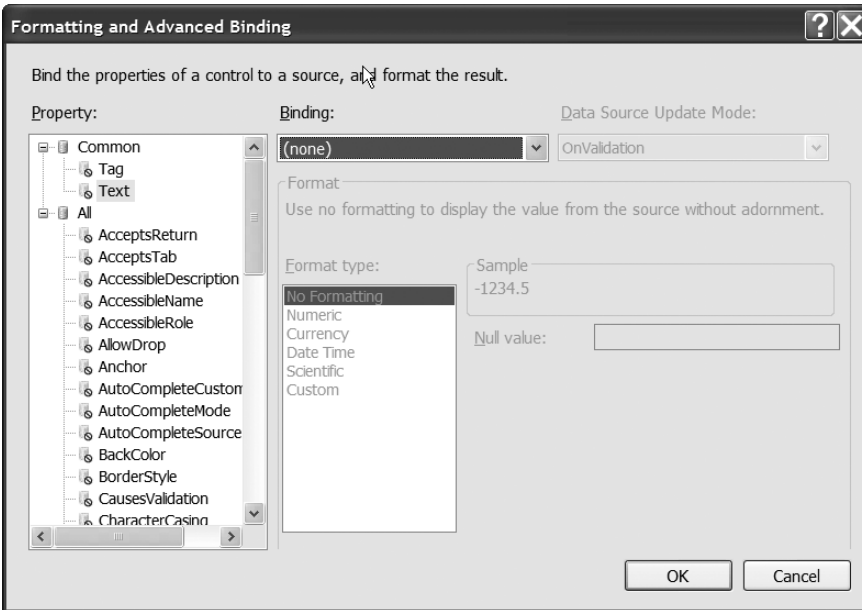 Formatting and Advanced Binding
Bind the properties of a control to a source, and format the result.
Property:
Common
Tag
Text
All
AcceptsReturn
AcceptsTab
AccessibleDescription
AccessibleName
AccessibleRole
AllowDrop
Anchor
AutoCompleteCustom
AutoCompleteMode
AutoCompleteSource
BackColor
BorderStyle
CausesValidation
CharacterCasing
Binding:
(none)
Data Source Update Mode:
OnValidation
Format
Use no formatting to display the value from the source without adornment.
Format type:
No Formatting
Numeric
Currency
Date Time
Scientific
Custom
Sample
-1234.5
Null value:
OK
Cancel